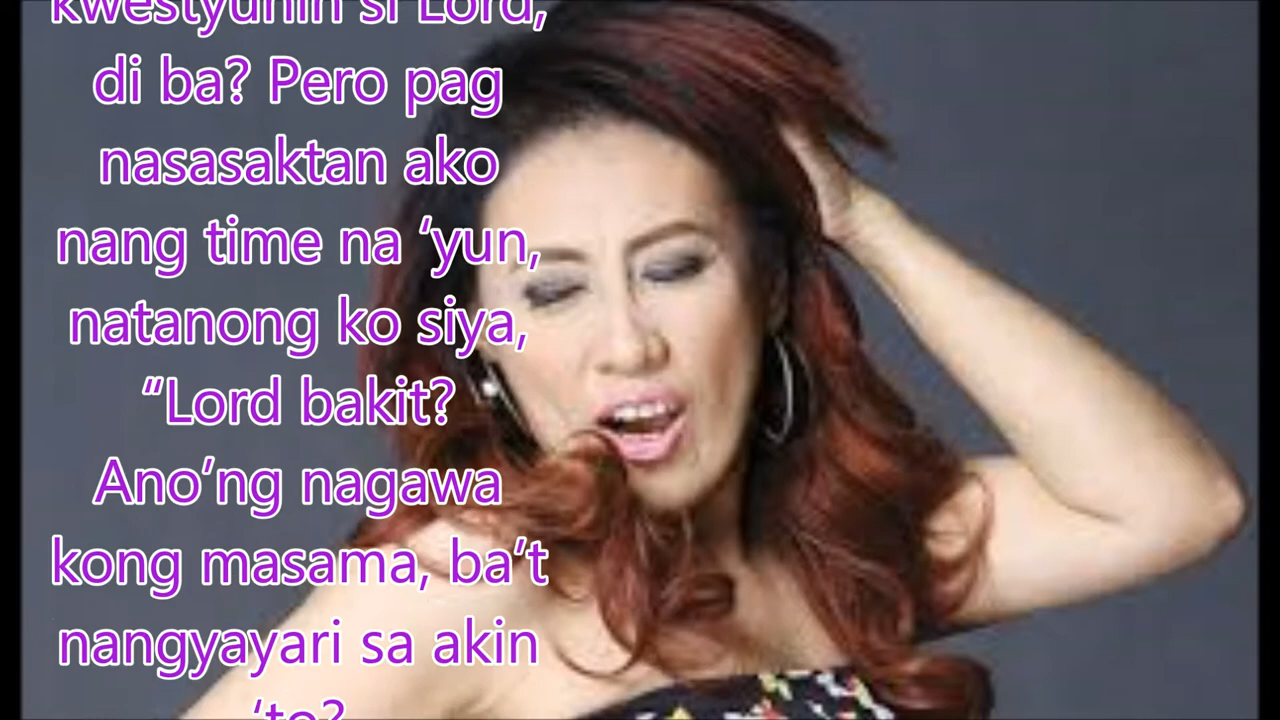 kwestyunin si Lord,
di ba? Pero pag
nasasaktan ako
nang time na ‘yun,
natanong ko siya,
“Lord bakit?
Ano’ng nagawa
kong masama, ba’t
nangyayari sa akin
‘to?